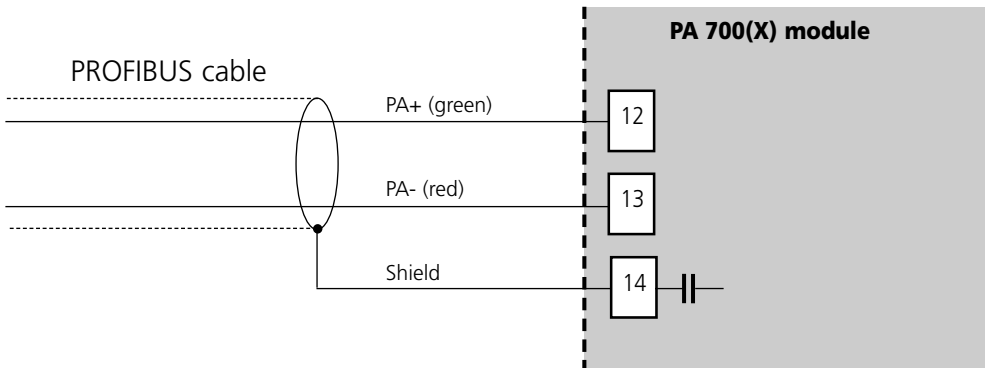 PA 700(X) module
PROFIBUS cable
PA+ (green)
12
PA- (red)
13
Shield
14